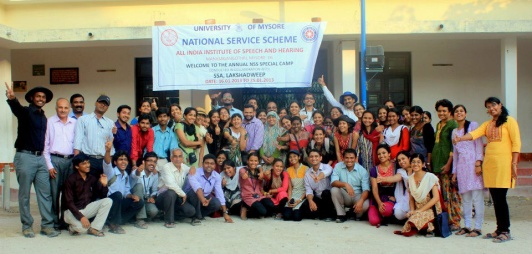 UNIVERSITY OF MYSORE
NATIONAL SERVICE SCHEME
ALL INDIA INSTITUTE OF SPEECH AND HEARING
WELCOME TO THE ANNUAL NSS SPECIAL CAMP
SSA, LAKSHADWEEP